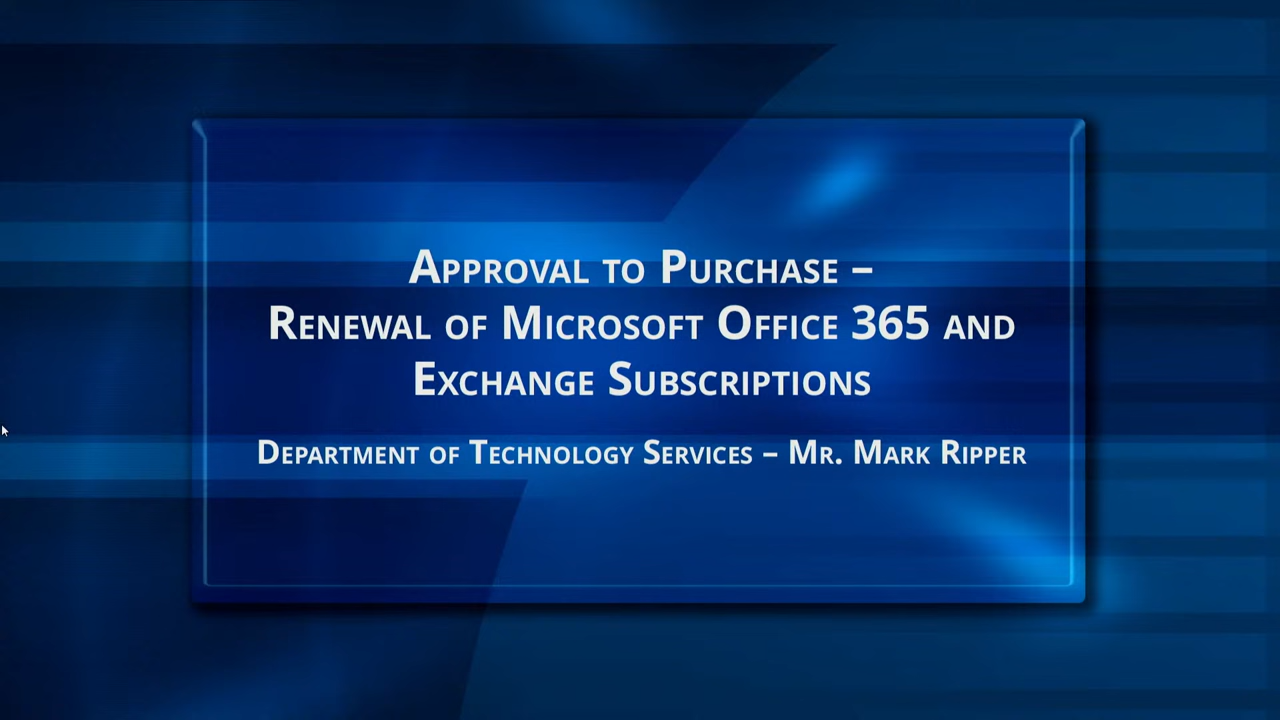 Approval to Purchase –
Renewal of Microsoft Office 365 and
Exchange Subscriptions
Department of Technology Services – Mr. Mark Ripper